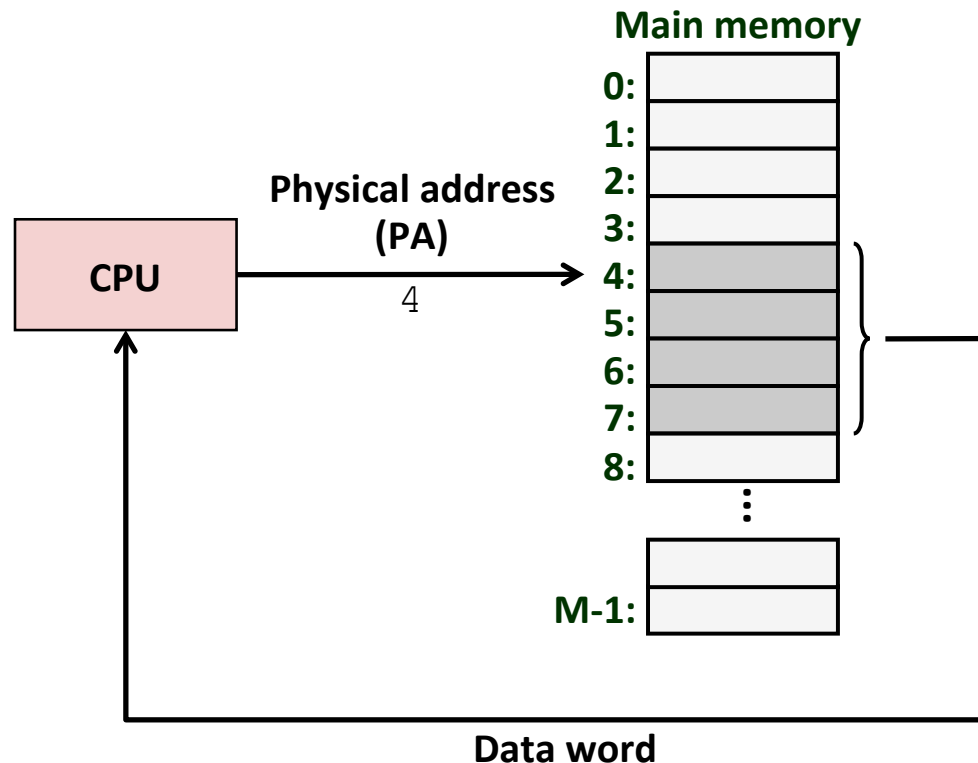 Main memory
0:
1:
2:
Physical address
(PA)
3:
CPU
4
4:
5:
6:
7:
8:
⋮
M-1:
Data word